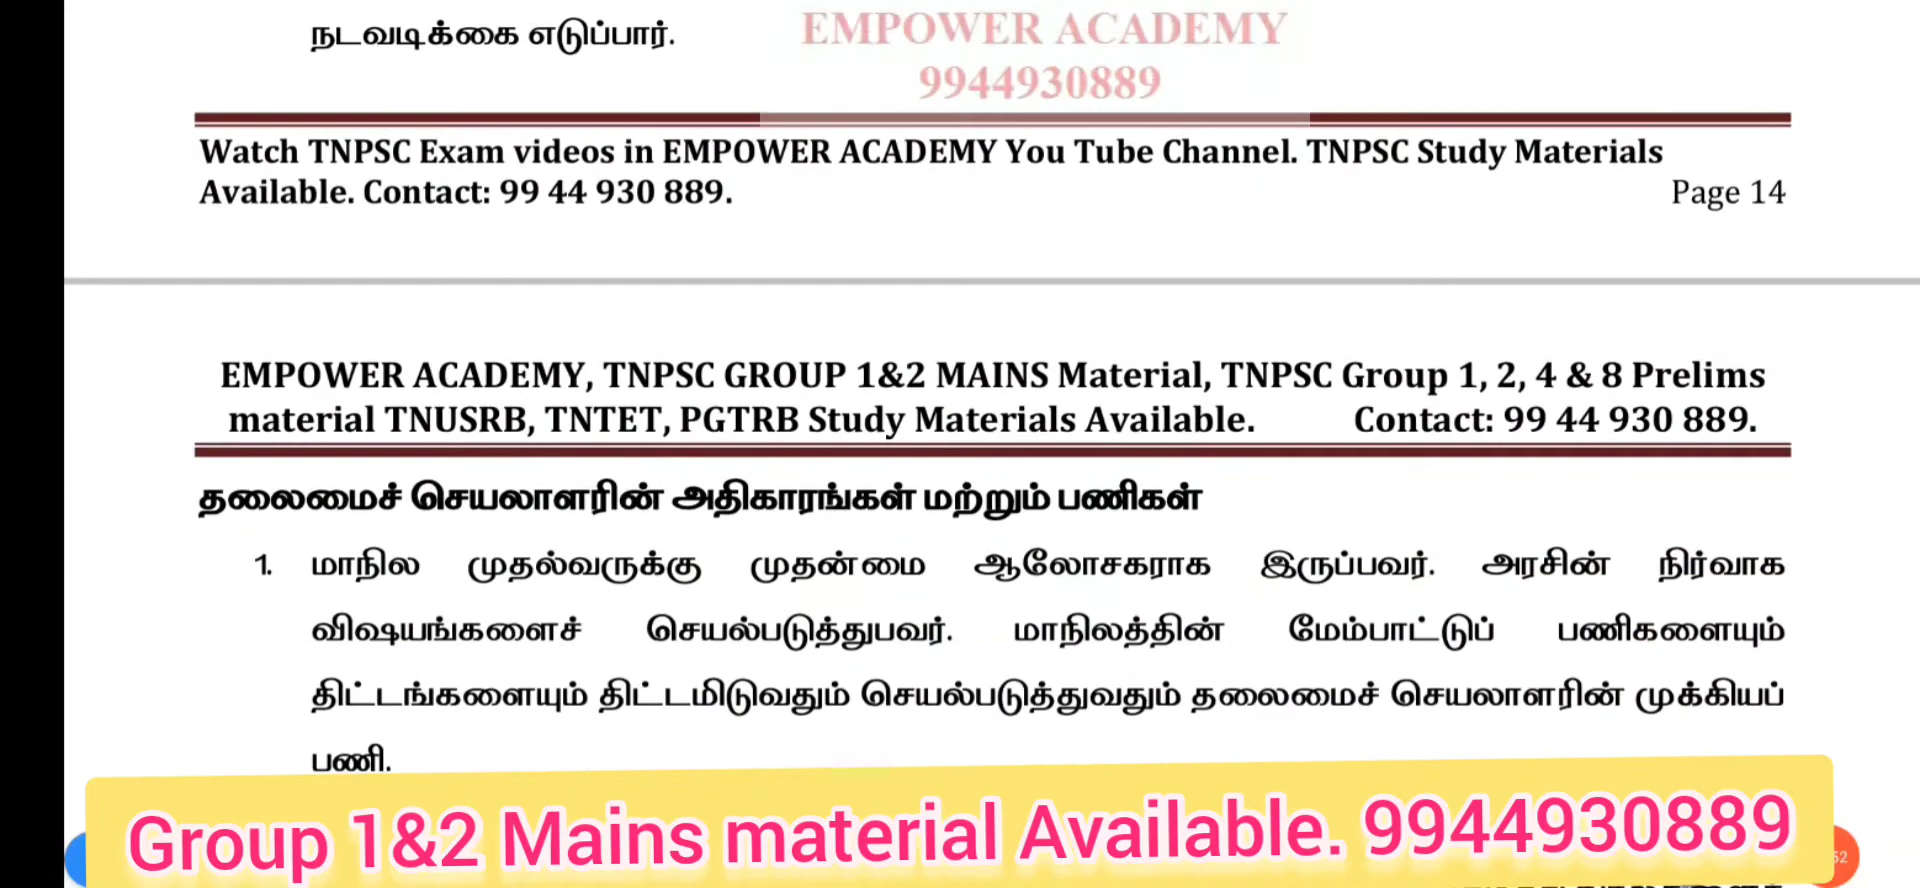 நடவடிக்கை எடுப்பார்.
EMPOWER ACADEMY
9944930889
Watch TNPSC Exam videos in EMPOWER ACADEMY You Tube Channel. TNPSC Study Materials
Available. Contact: 99 44 930 889.
Page 14
EMPOWER ACADEMY, TNPSC GROUP 1&2 MAINS Material, TNPSC Group 1, 2, 4 & 8 Prelims
material TNUSRB, TNTET, PGTRB Study Materials Available. Contact: 99 44 930 889.
தலைமைச் செயலாளரின் அதிகாரங்கள் மற்றும் பணிகள்
1. மாநில முதல்வருக்கு முதன்மை ஆலோசகராக இருப்பவர். அரசின் நிர்வாக
விஷயங்களைச் செயல்படுத்துபவர். மாநிலத்தின் மேம்பாட்டுப் பணிகளையும்
திட்டங்களையும் திட்டமிடுவதும் செயல்படுத்துவதும் தலைமைச் செயலாளரின் முக்கியப்
பணி.
Group 1&2 Mains material Available. 9944930889
52